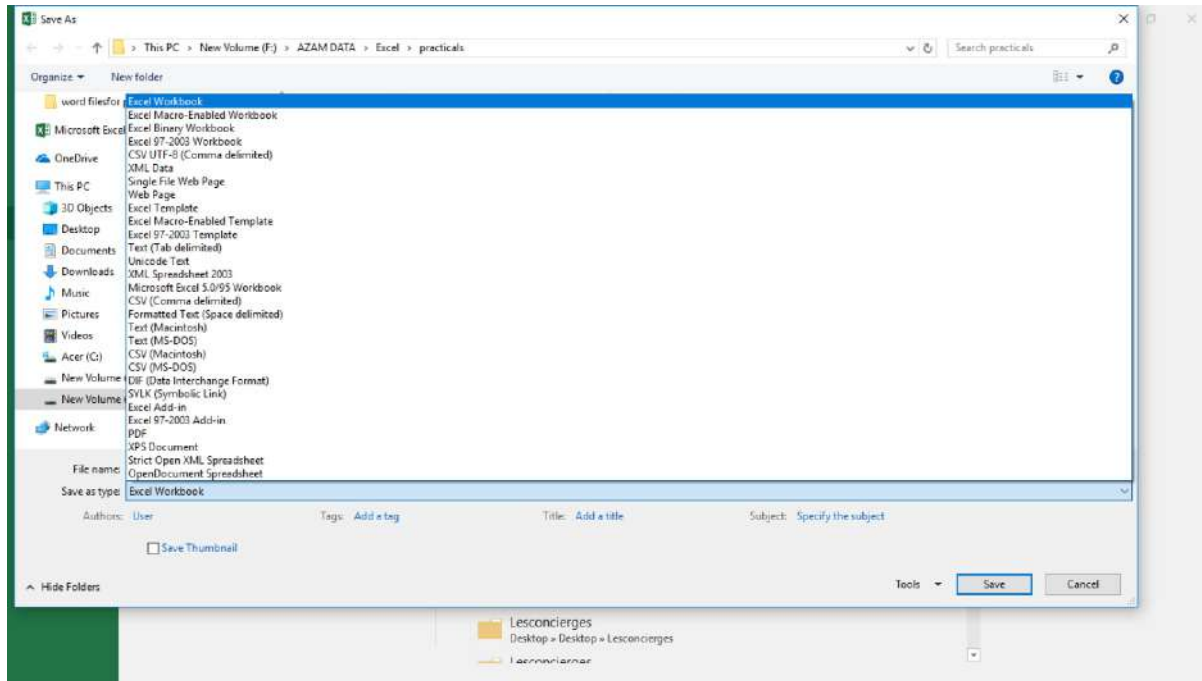 Save As
This PC > New Volume (F:) > AZAM DATA > Excel > practicals
Search practicals
Organize
New folder
word filesfor
Excel Workbook
Excel Macro-Enabled Workbook
Microsoft Excel
Excel Binary Workbook
Excel 97-2003 Workbook
OneDrive
CSV UTF-8 (Comma delimited)
XML Data
This PC
Single File Web Page
Web Page
3D Objects
Excel Template
Excel Macro-Enabled Template
Desktop
Excel 97-2003 Template
Documents
Text (Tab delimited)
Unicode Text
Downloads
XML Spreadsheet 2003
Music
Microsoft Excel 5.0/95 Workbook
CSV (Comma delimited)
Pictures
Formatted Text (Space delimited)
Text (Macintosh)
Videos
Text (MS-DOS)
Acer (C:)
CSV (Macintosh)
CSV (MS-DOS)
New Volume
DIF (Data Interchange Format)
SYLK (Symbolic Link)
New Volume
Excel Add-in
Excel 97-2003 Add-in
Network
PDF
XPS Document
Strict Open XML Spreadsheet
File name:
OpenDocument Spreadsheet
Save as type: Excel Workbook
Authors: User
Tags: Add a tag
Title: Add a title
Subject: Specify the subject
Save Thumbnail
Hide Folders
Tools
Save
Cancel
Lesconcierges
Desktop » Desktop » Lesconcierges
Lesconcierges